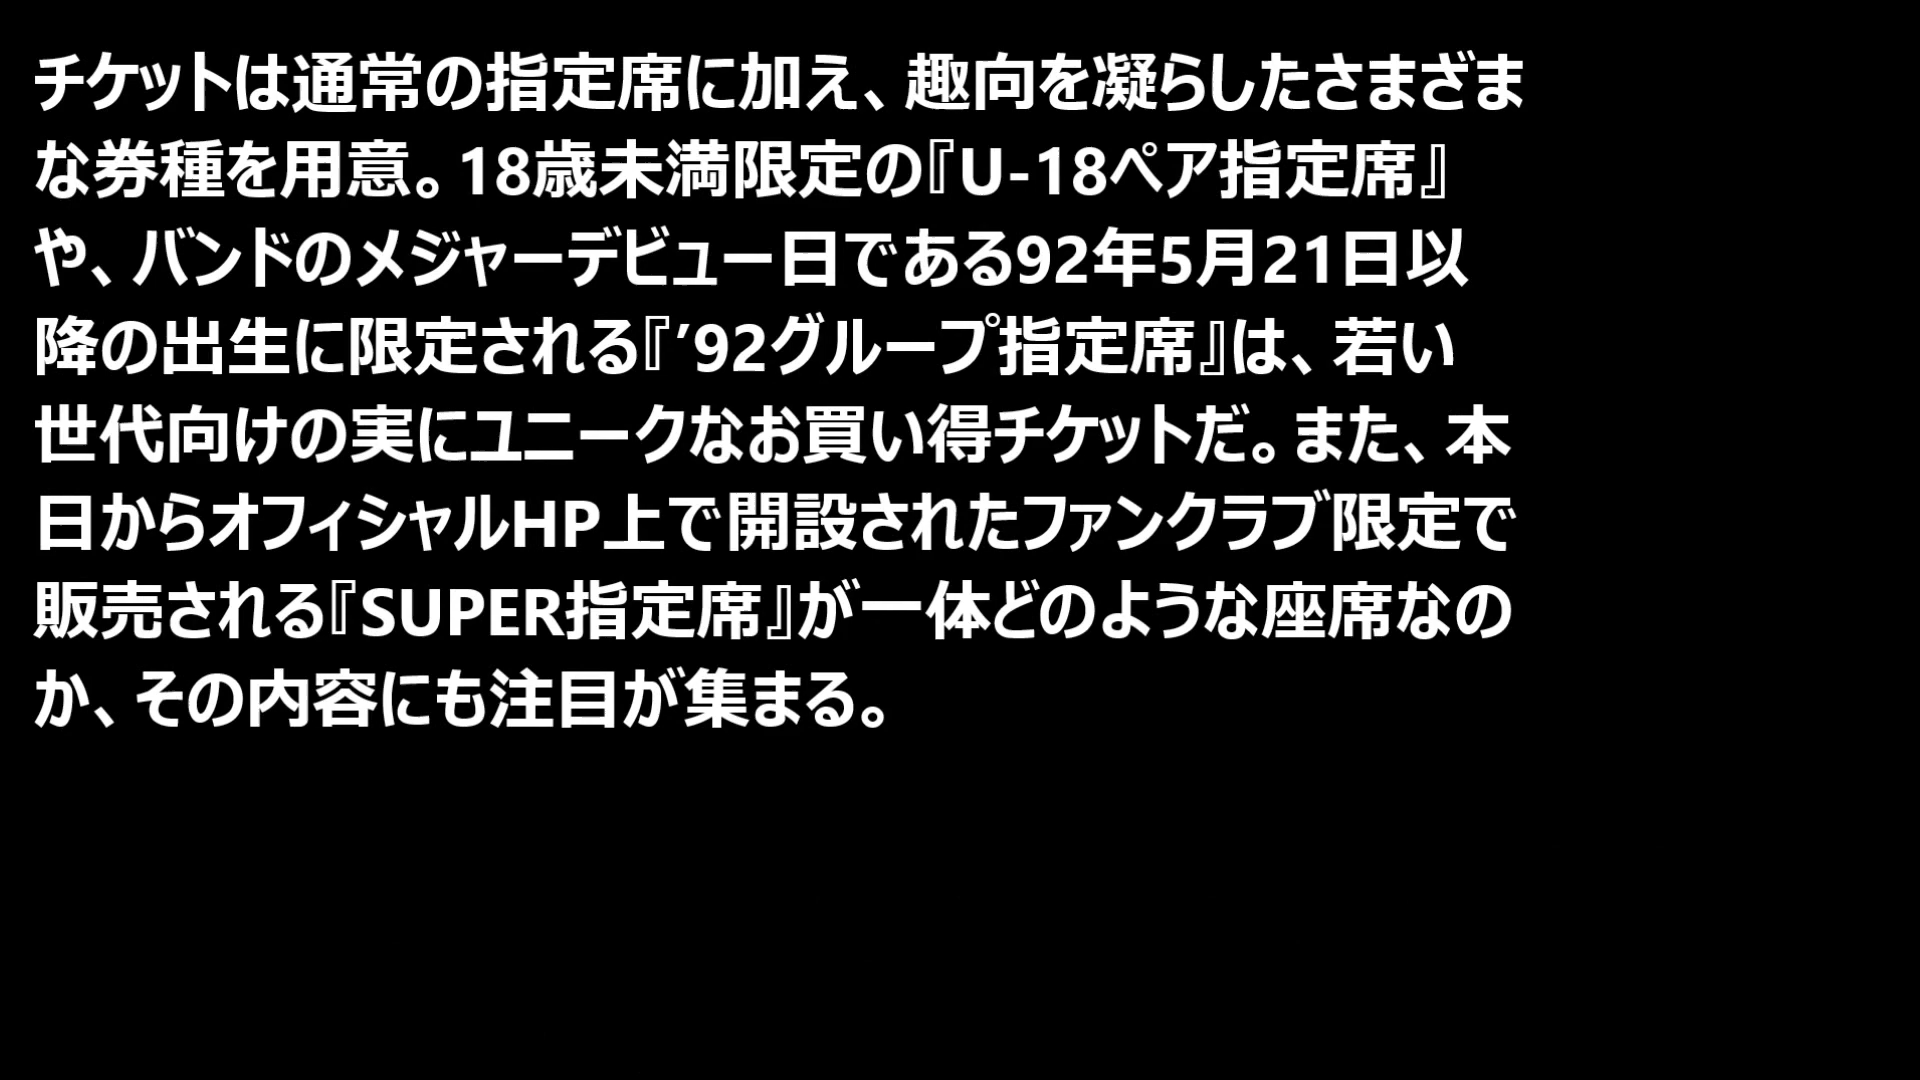 チケットは通常の指定席に加え、趣向を凝らしたさまざま
な券種を用意。18歳未満限定の『U-18ペア指定席』
や、バンドのメジャーデビュー日である92年5月21日以
降の出生に限定される『′92グループ指定席』は、若い
世代向けの実にユニークなお買い得チケットだ。また、本
日からオフィシャルHP上で開設されたファンクラブ限定で
販売される『SUPER指定席』が一体どのような座席なの
か、その内容にも注目が集まる。